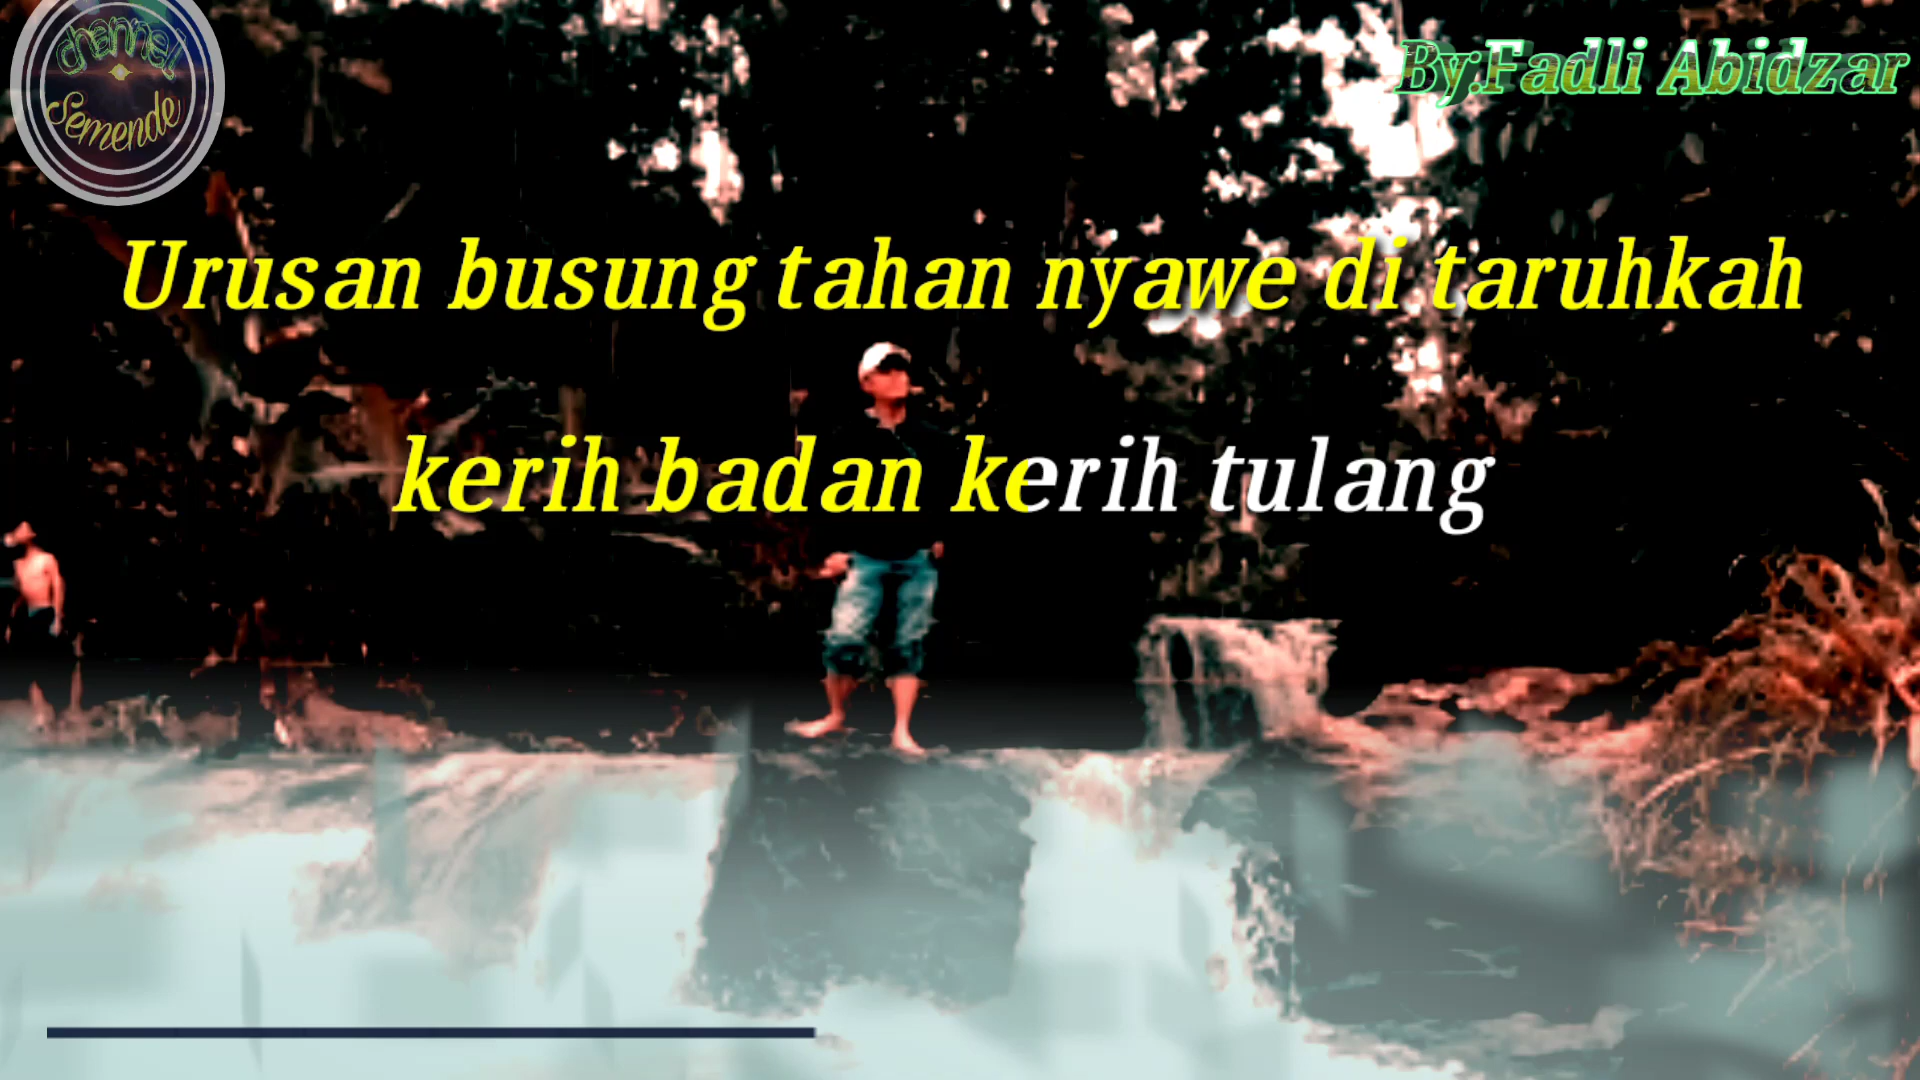 channel
Semende
By:Fadli Abidzar
Urusan busung tahan nyawe di taruhkah
kerih badan kerih tulang